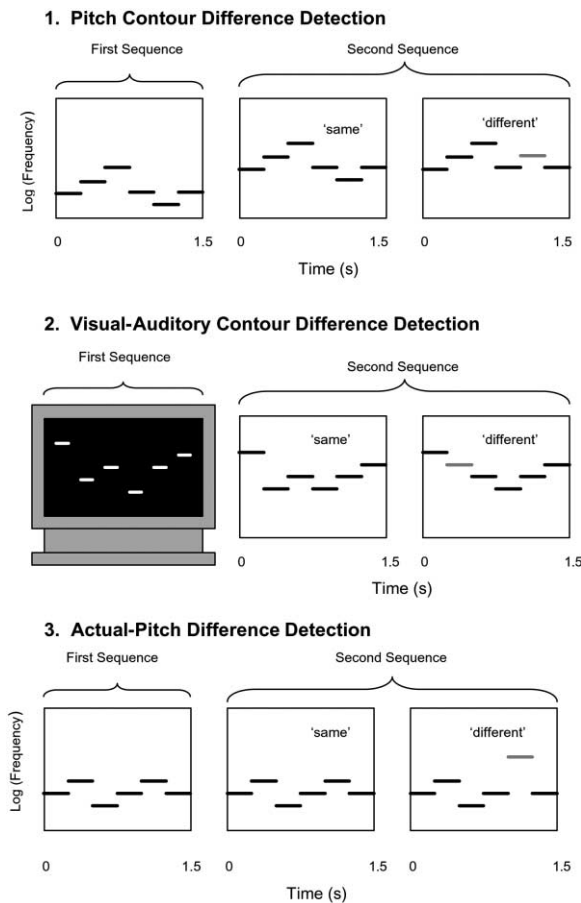 1. Pitch Contour Difference Detection
First Sequence
Second Sequence
Log (Frequency)
‘same’
‘different’
0
1.5
0
1.5
0
1.5
Time (s)
2. Visual-Auditory Contour Difference Detection
First Sequence
Second Sequence
‘same’
‘different’
0
1.5
0
1.5
Time (s)
3. Actual-Pitch Difference Detection
First Sequence
Second Sequence
Log (Frequency)
‘same’
‘different’
0
1.5
0
1.5
0
1.5
Time (s)